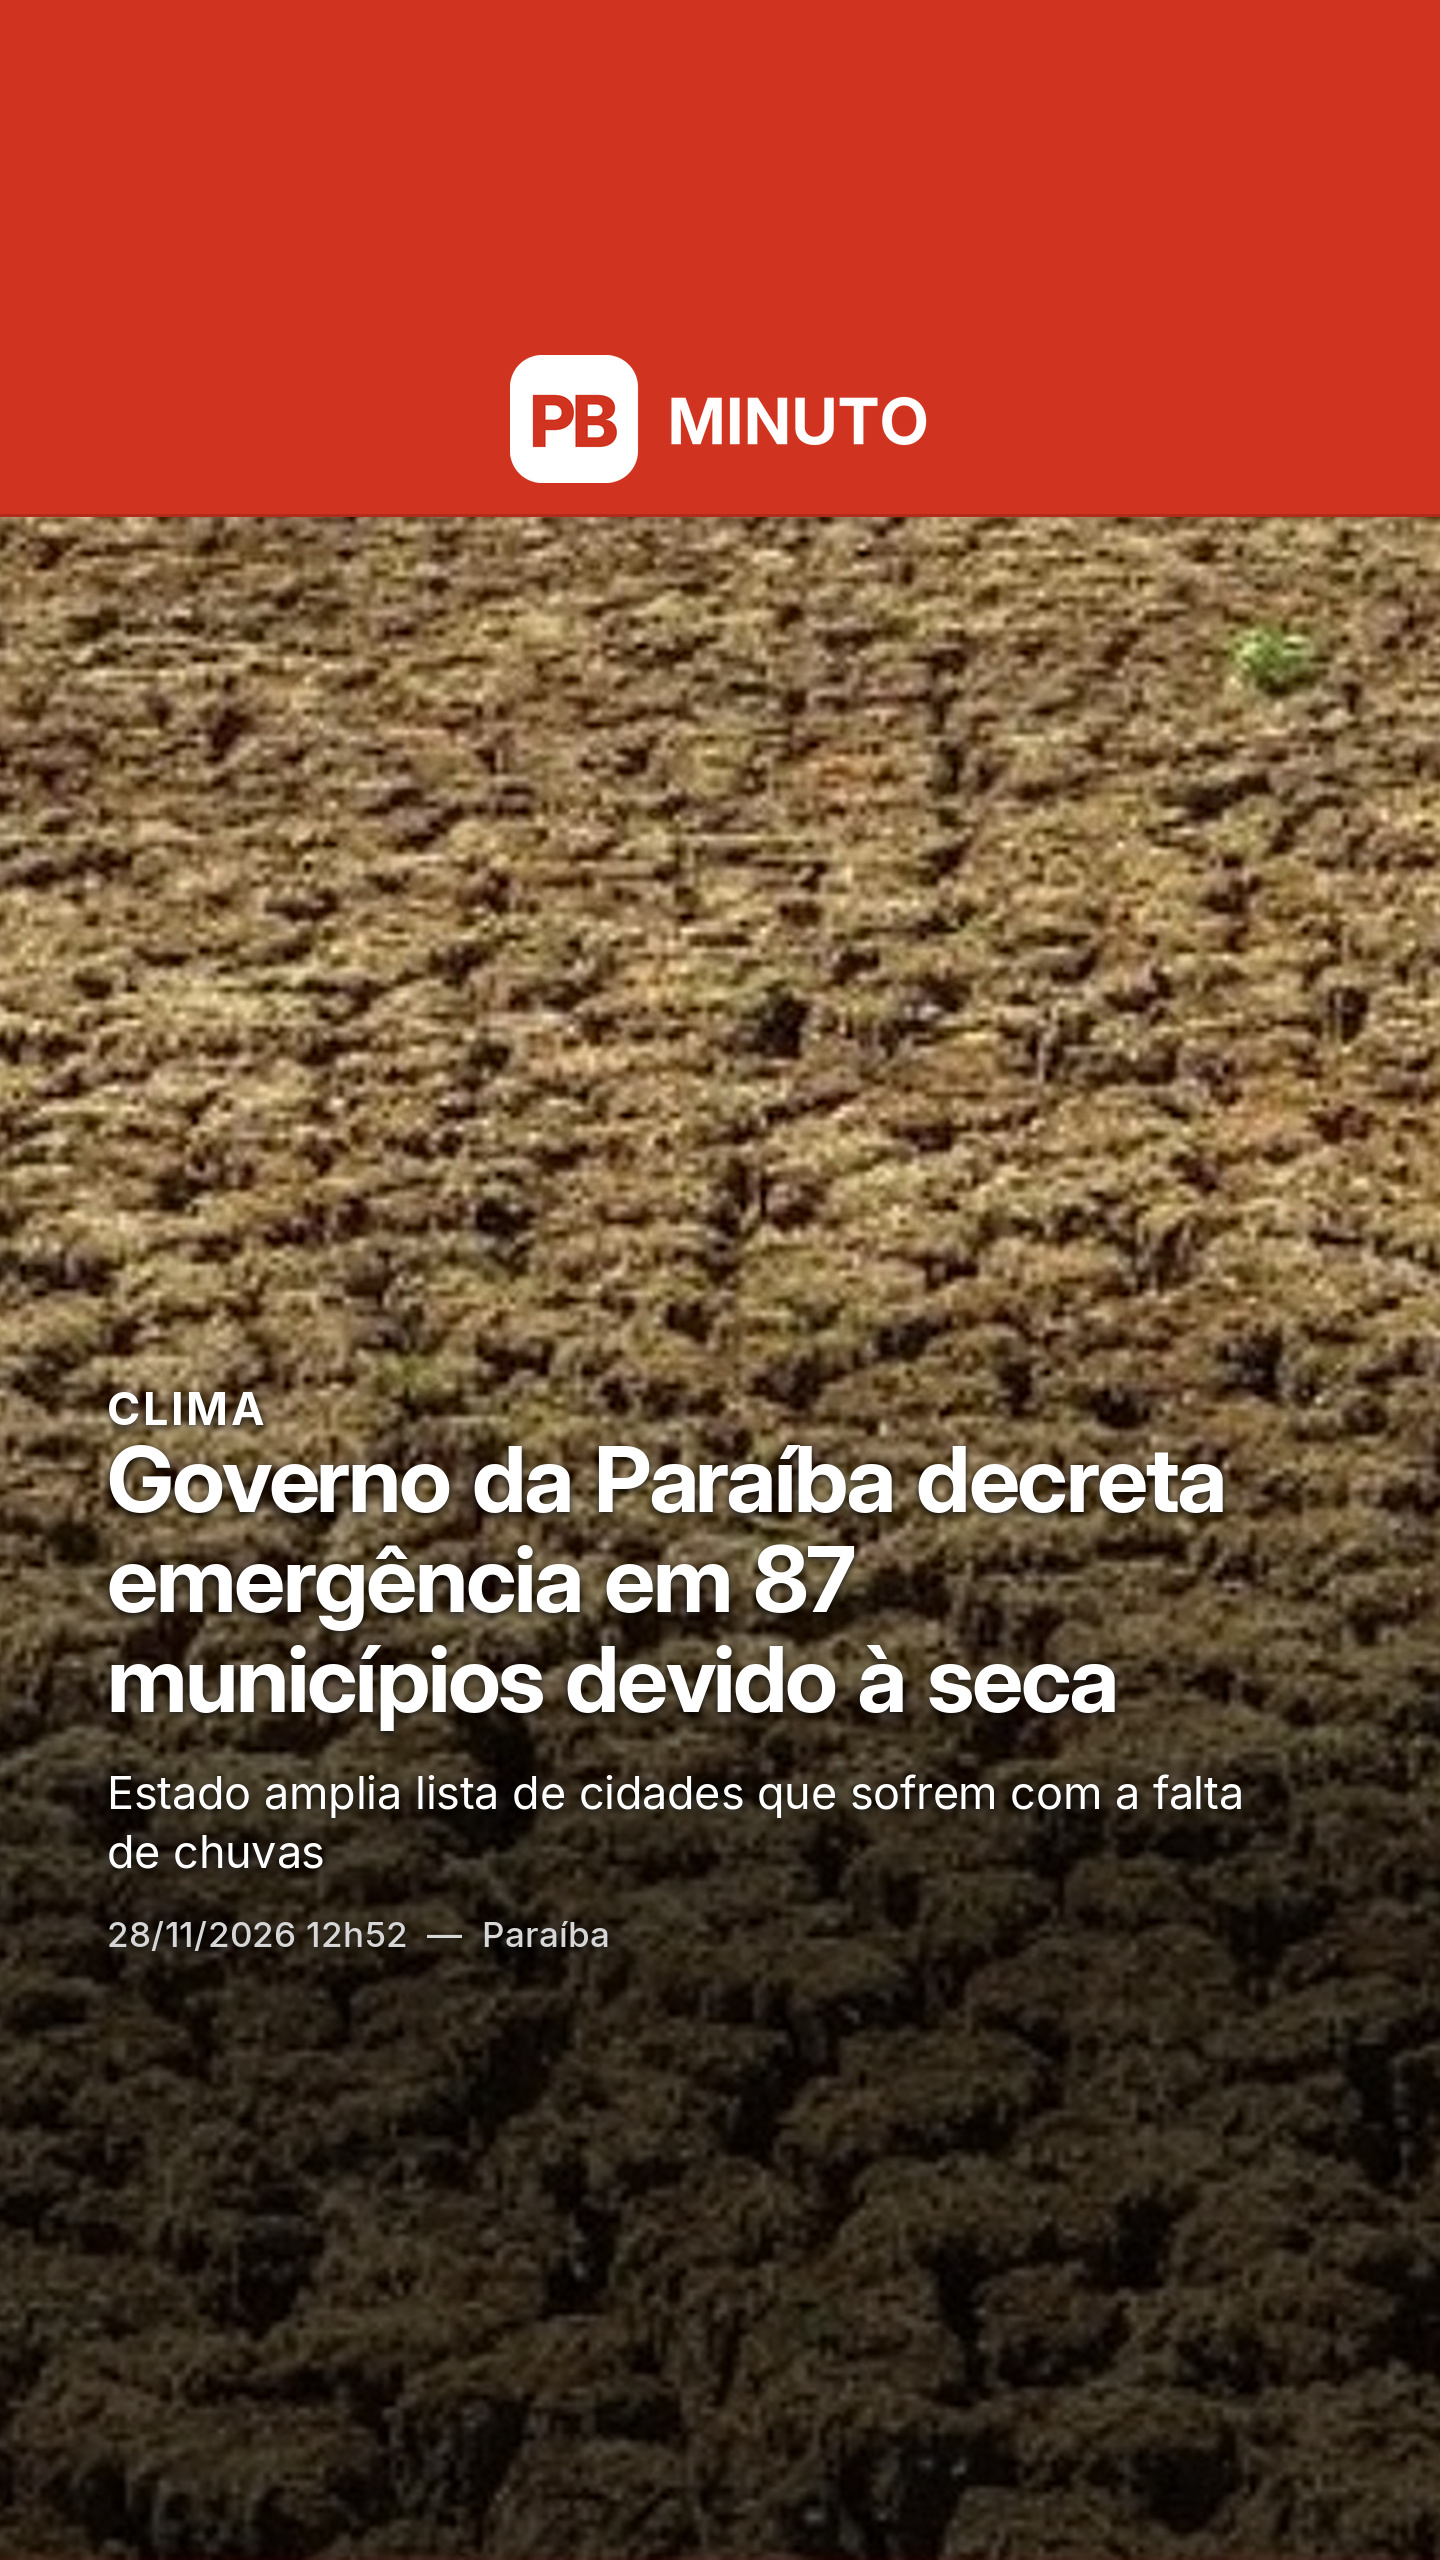 PB MINUTO
CLIMA
Governo da Paraíba decreta
emergência em 87
municípios devido à seca
Estado amplia lista de cidades que sofrem com a falta
de chuvas
28/11/2026 12h52 — Paraíba